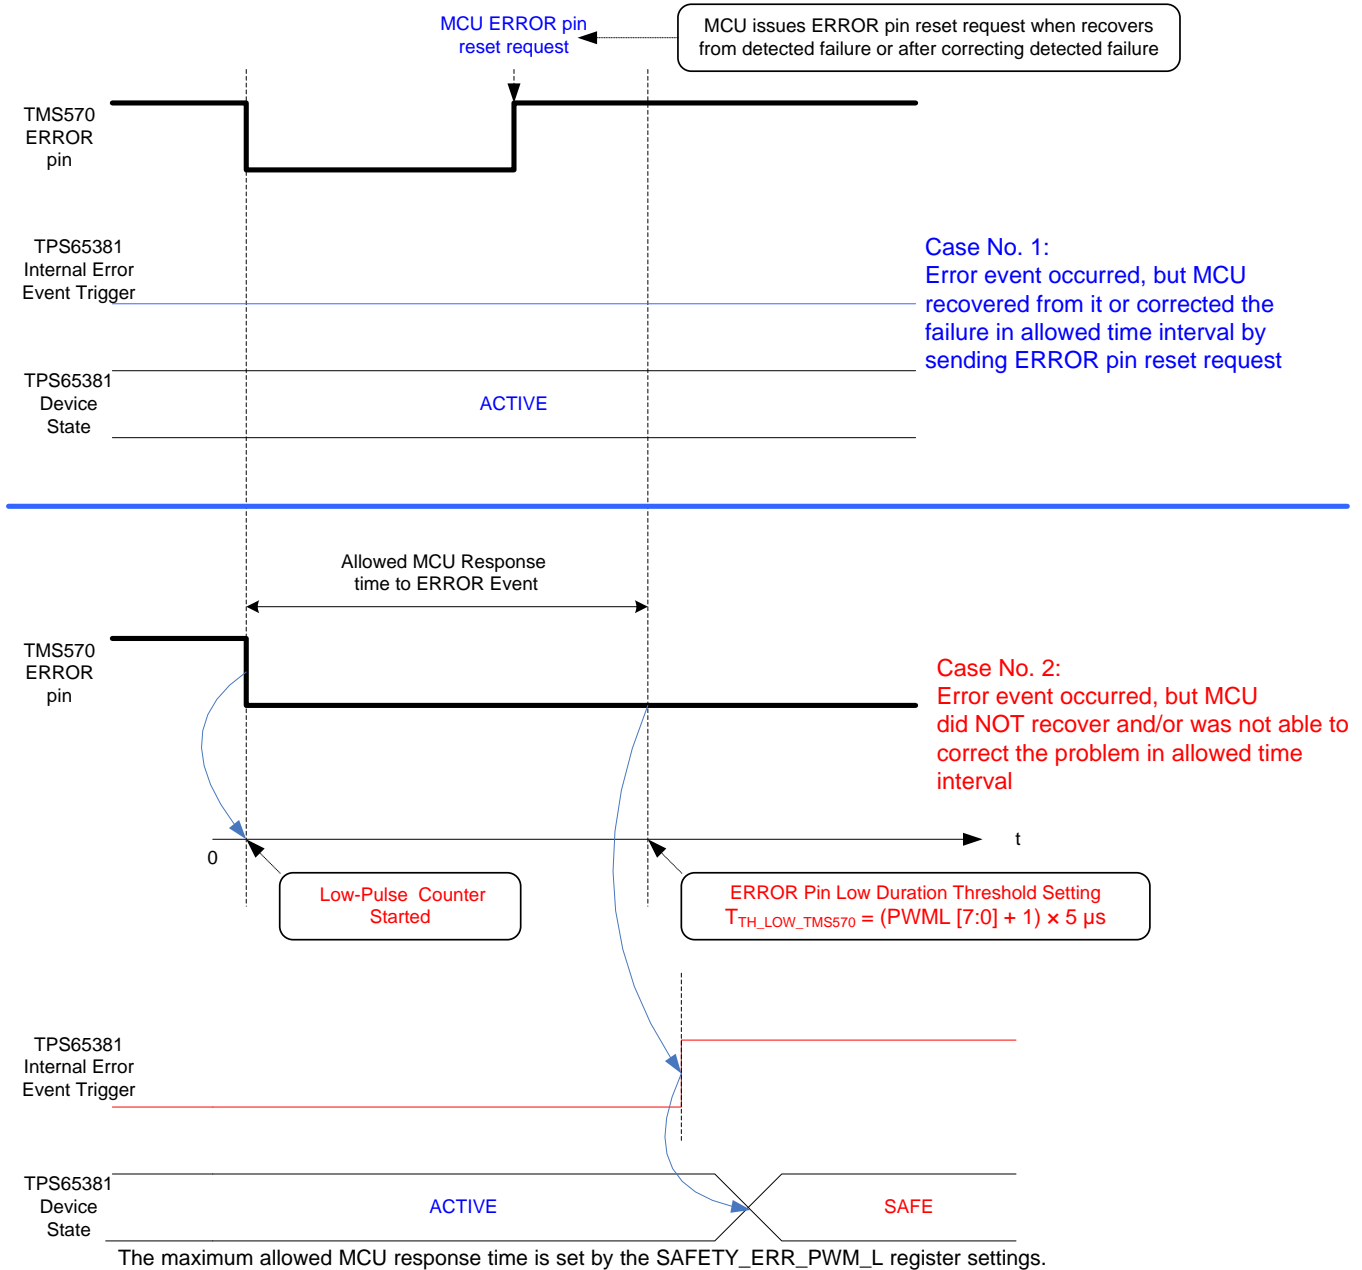 MCU ERROR pin
reset request
MCU issues ERROR pin reset request when recovers
from detected failure or after correcting detected failure
TMS570
ERROR
pin
TPS65381
Internal Error
Event Trigger
Case No. 1:
Error event occurred, but MCU
recovered from it or corrected the
failure in allowed time interval by
sending ERROR pin reset request
TPS65381
Device
State
ACTIVE
Allowed MCU Response
time to ERROR Event
TMS570
ERROR
pin
Case No. 2:
Error event occurred, but MCU
did NOT recover and/or was not able to
correct the problem in allowed time
interval
0
t
Low-Pulse Counter
Started
ERROR Pin Low Duration Threshold Setting
TTH_LOW_TMS570 = (PWML [7:0] + 1) × 5 µs
TPS65381
Internal Error
Event Trigger
TPS65381
Device
State
ACTIVE
SAFE
The maximum allowed MCU response time is set by the SAFETY_ERR_PWM_L register settings.